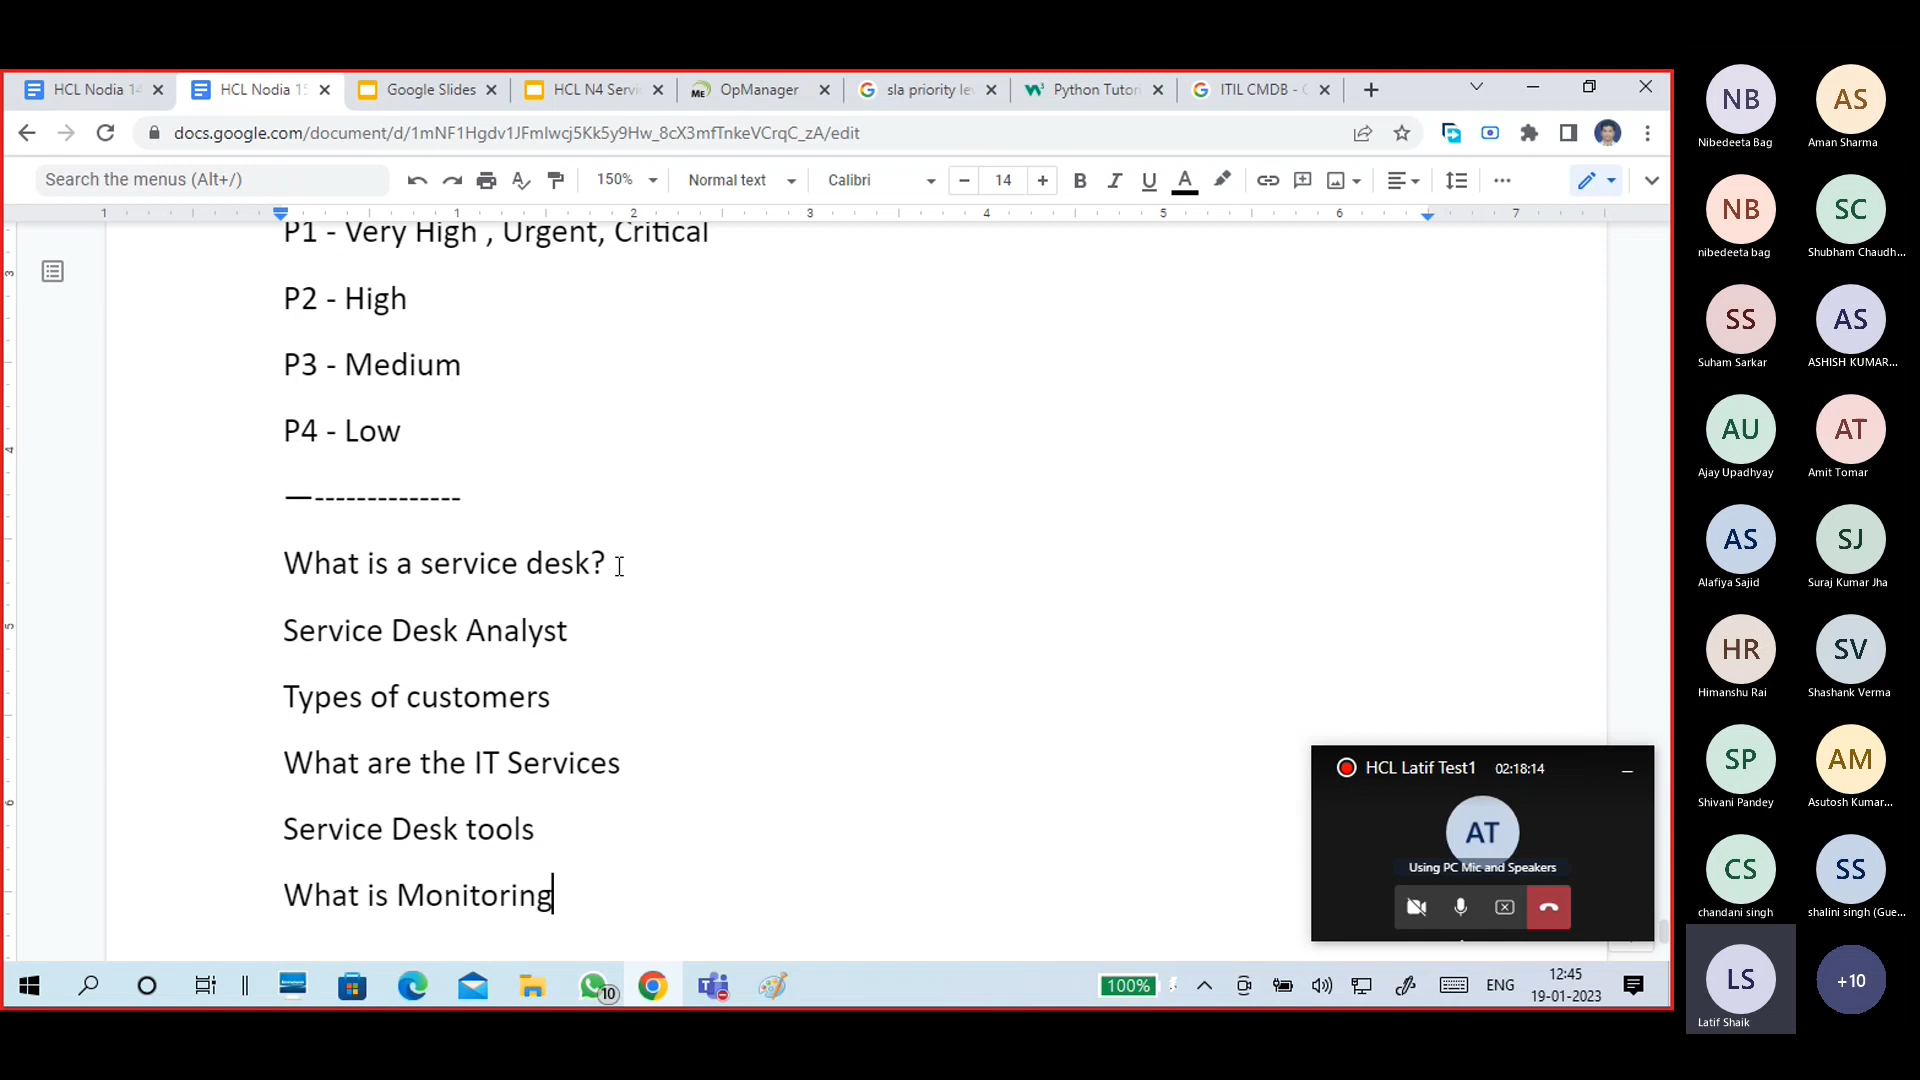 HCL Nodia 14
HCL Nodia 15
Google Slides
HCL N4 Servi
OpManager
sla priority le
Python Tutor
ITIL CMDB - 
docs.google.com/document/d/1mNF1Hgdv1JFmlwcj5Kk5y9Hw_8cX3mfTnkeVCrqC_zA/edit
Search the menus (Alt+/)
150%
Normal text
Calibri
14
P1 - Very High , Urgent, Critical
P2 - High
P3 - Medium
P4 - Low
—--------------
What is a service desk?
Service Desk Analyst
Types of customers
What are the IT Services
Service Desk tools
What is Monitoring
HCL Latif Test1 02:18:14
AT
Using PC Mic and Speakers
10
100%
ENG
12:45
19-01-2023
NB
Nibedeeta Bag
AS
Aman Sharma
NB
nibedeeta bag
SC
Shubham Chaudh...
SS
Suham Sarkar
AS
ASHISH KUMAR...
AU
Ajay Upadhyay
AT
Amit Tomar
AS
Alafiya Sajid
SJ
Suraj Kumar Jha
HR
Himanshu Rai
SV
Shashank Verma
SP
Shivani Pandey
AM
Asutosh Kumar...
CS
chandani singh
SS
shalini singh (Gue...
LS
Latif Shaik
+10